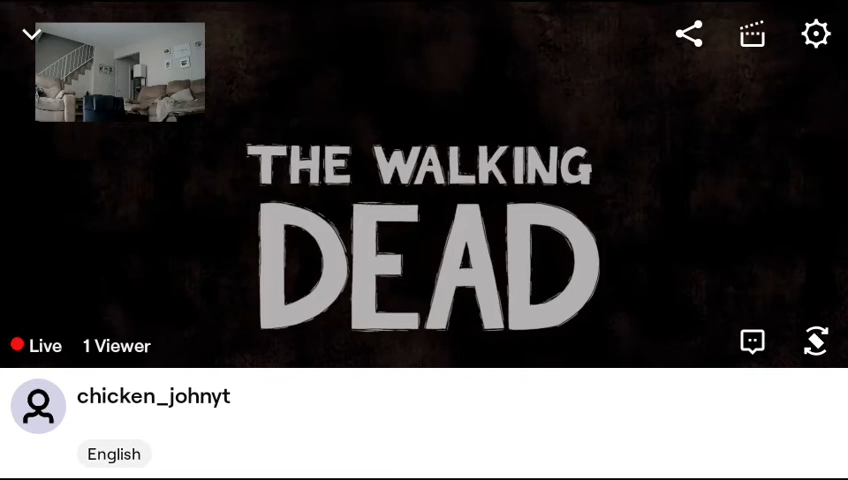 THE WALKING
DEAD
Live 1 Viewer
chicken_johnyt
English